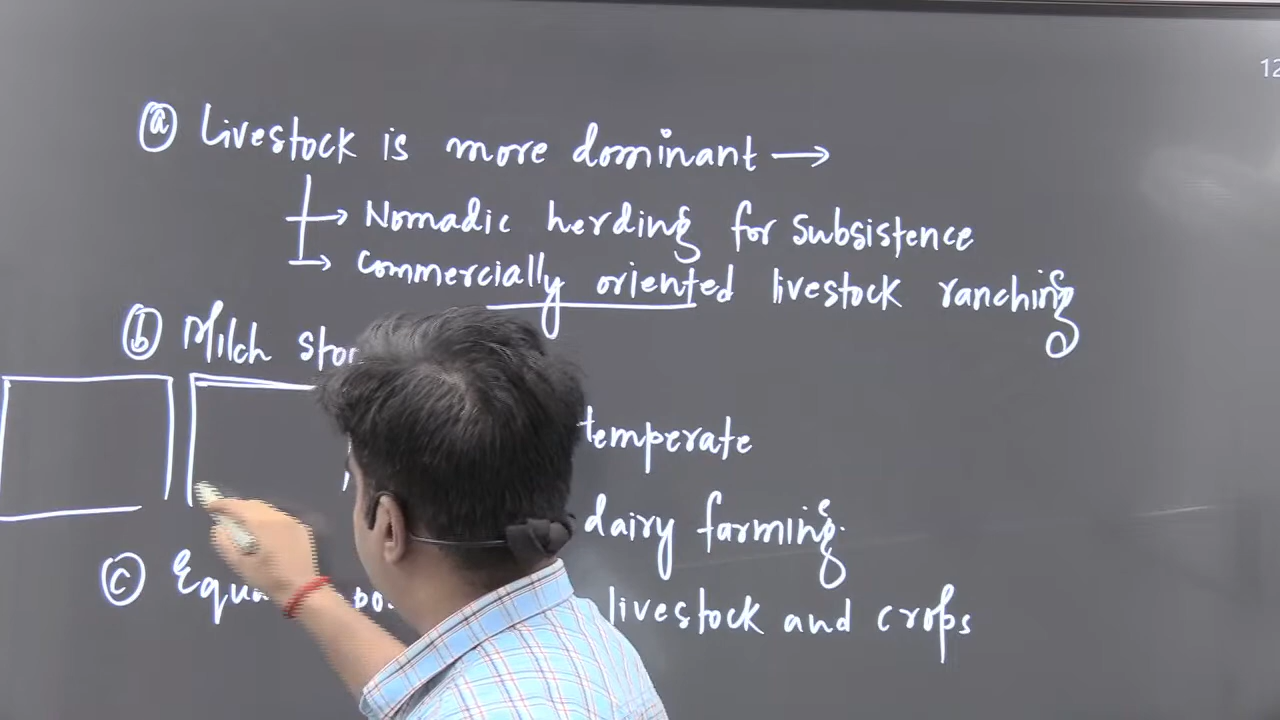 12
(a) Livestock is more dominant →
→ Nomadic herding for subsistence
→ Commercially oriented livestock ranching
(b) Milch
temperate
dairy farming.
(c) livestock and crops